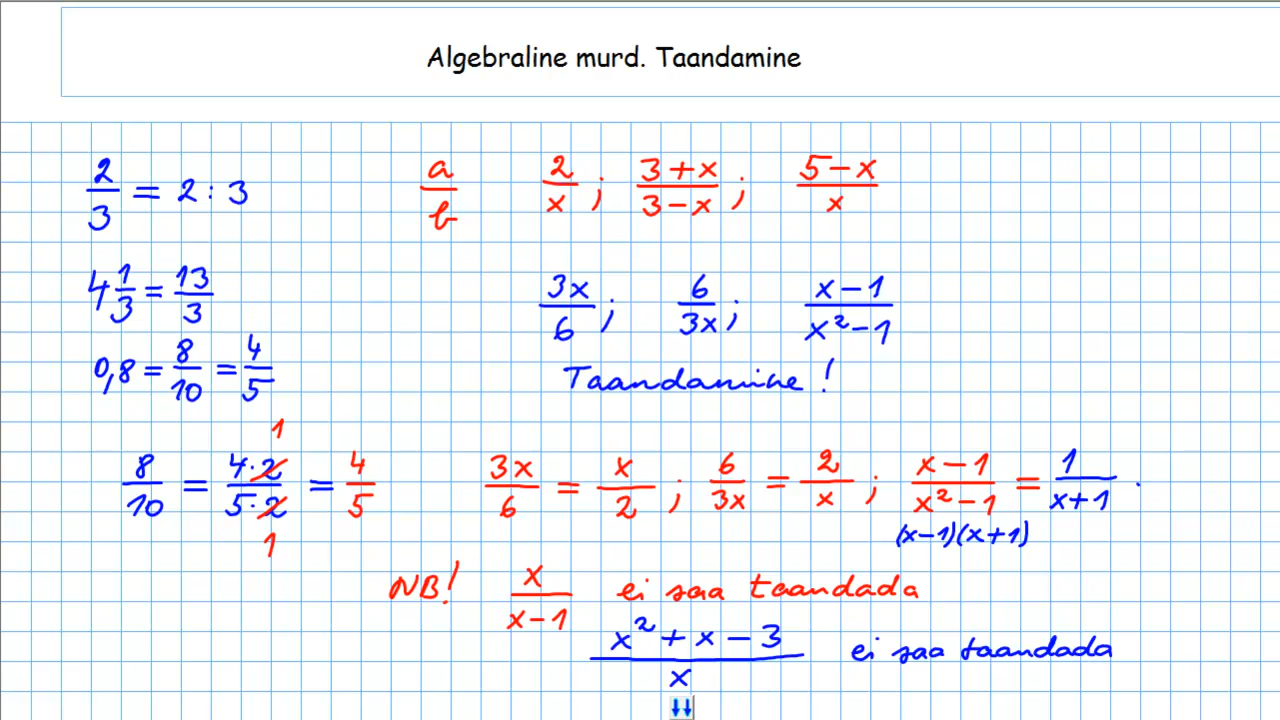 Algebraline murd. Taandamine
2/3 = 2 : 3
a/b 2/x ; (3+x)/(3−x) ; (5−x)/x
4 1/3 = 13/3
3x/6 ; 6/3x ; (x−1)/(x²−1)
0,8 = 8/10 = 4/5
Taandamine !
8/10 = (4·2)/(5·2) = 4/5
1
1
3x/6 = x/2 ; 6/3x = 2/x ; (x−1)/(x²−1) = 1/(x+1) .
(x−1)(x+1)
NB! x/(x−1) ei saa taandada
(x²+x−3)/x ei saa taandada